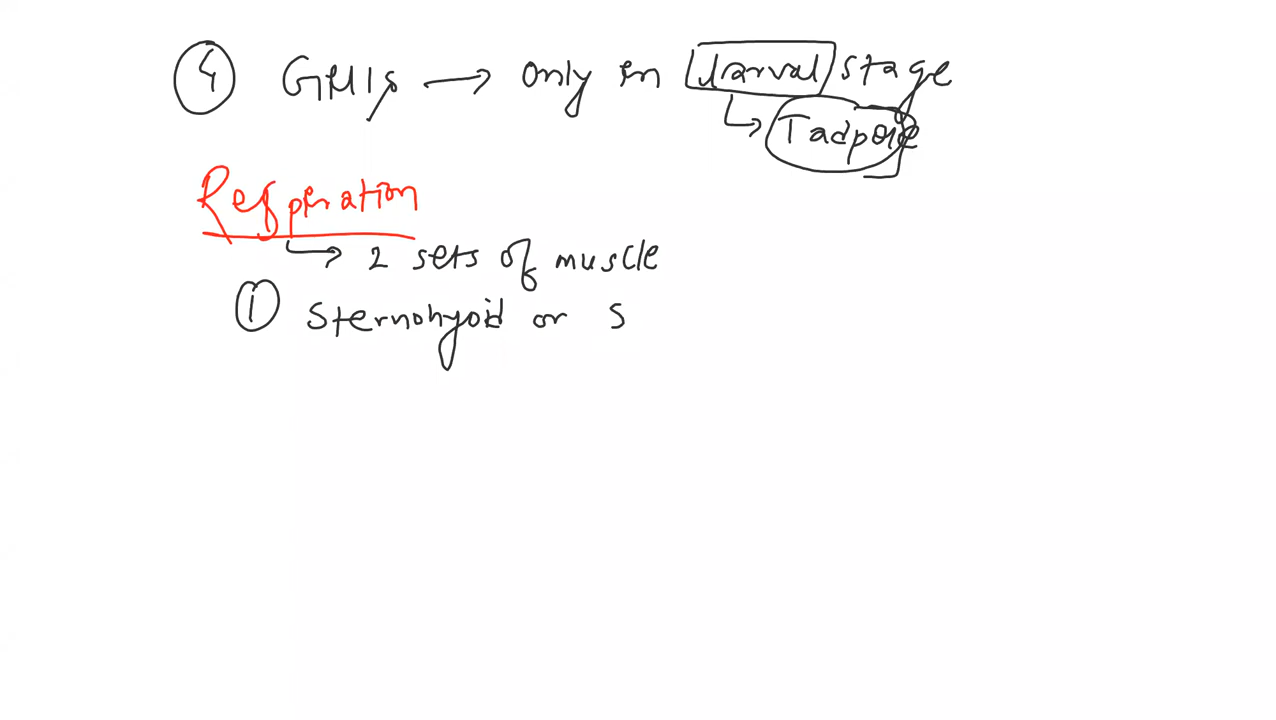 ④ Gills → only in larval stage
↳ Tadpole
Respiration
↳ 2 sets of muscle
① Sternohyoid or S